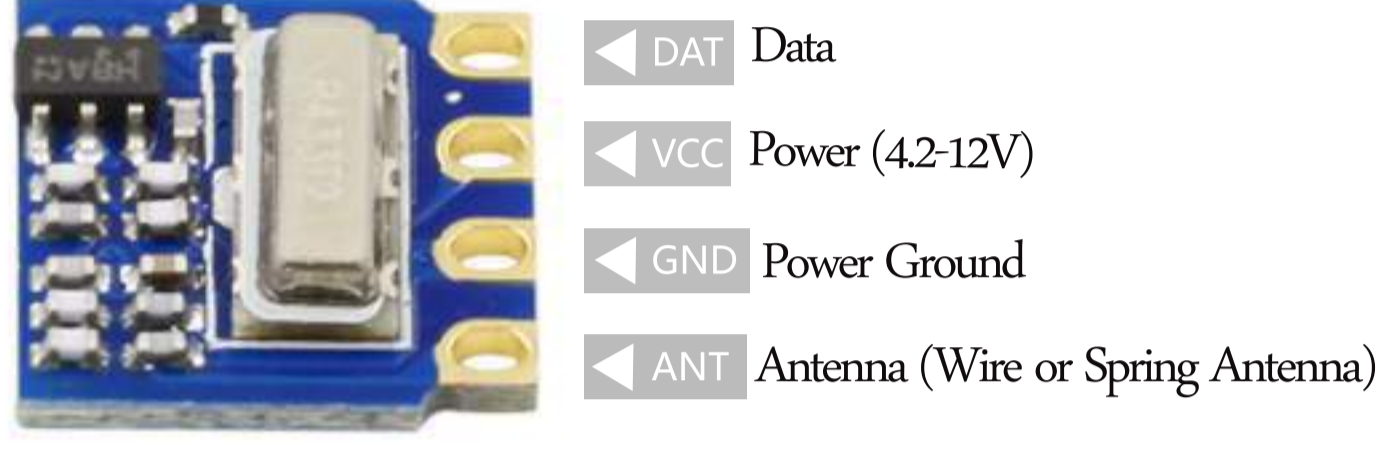 DAT Data
VCC Power (4.2-12V)
GND Power Ground
ANT Antenna (Wire or Spring Antenna)